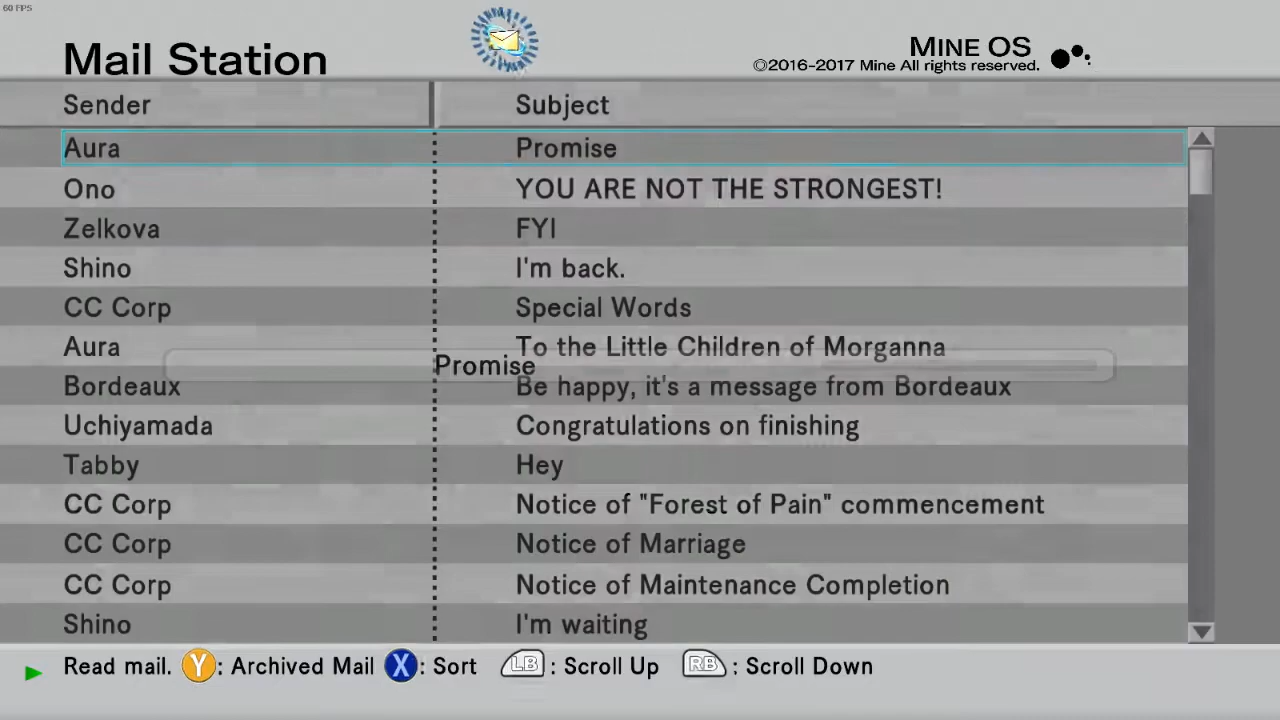 60 FPS
Mail Station
MINE OS
©2016-2017 Mine All rights reserved.
Sender Subject
Aura Promise
Ono YOU ARE NOT THE STRONGEST!
Zelkova FYI
Shino I'm back.
CC Corp Special Words
Aura To the Little Children of Morganna
Promise
Bordeaux Be happy, it's a message from Bordeaux
Uchiyamada Congratulations on finishing
Tabby Hey
CC Corp Notice of "Forest of Pain" commencement
CC Corp Notice of Marriage
CC Corp Notice of Maintenance Completion
Shino I'm waiting
Read mail. Y: Archived Mail X: Sort LB: Scroll Up RB: Scroll Down